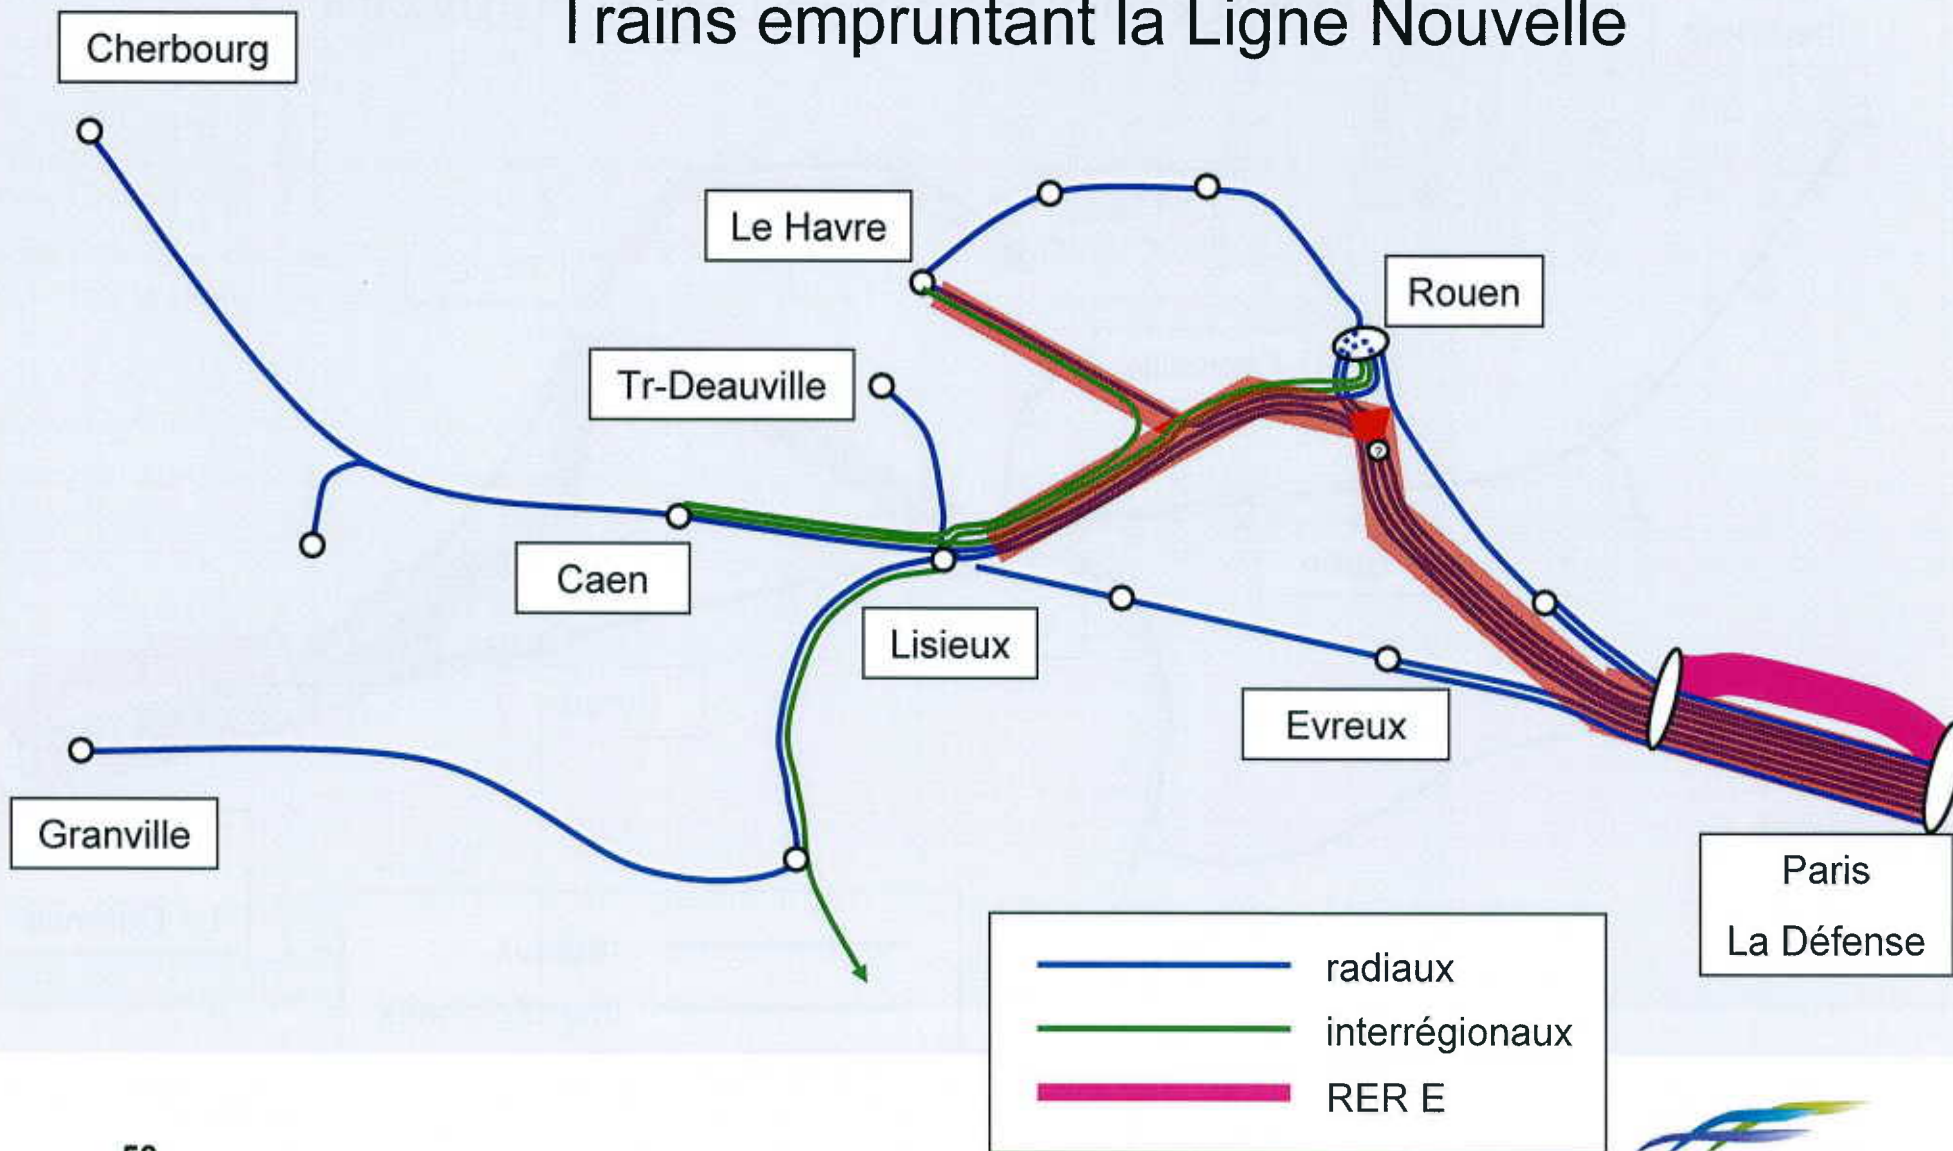 Trains empruntant la Ligne Nouvelle
Cherbourg
Le Havre
Rouen
Tr-Deauville
Caen
Lisieux
Evreux
Granville
Paris
La Défense
radiaux
interrégionaux
RER E
?